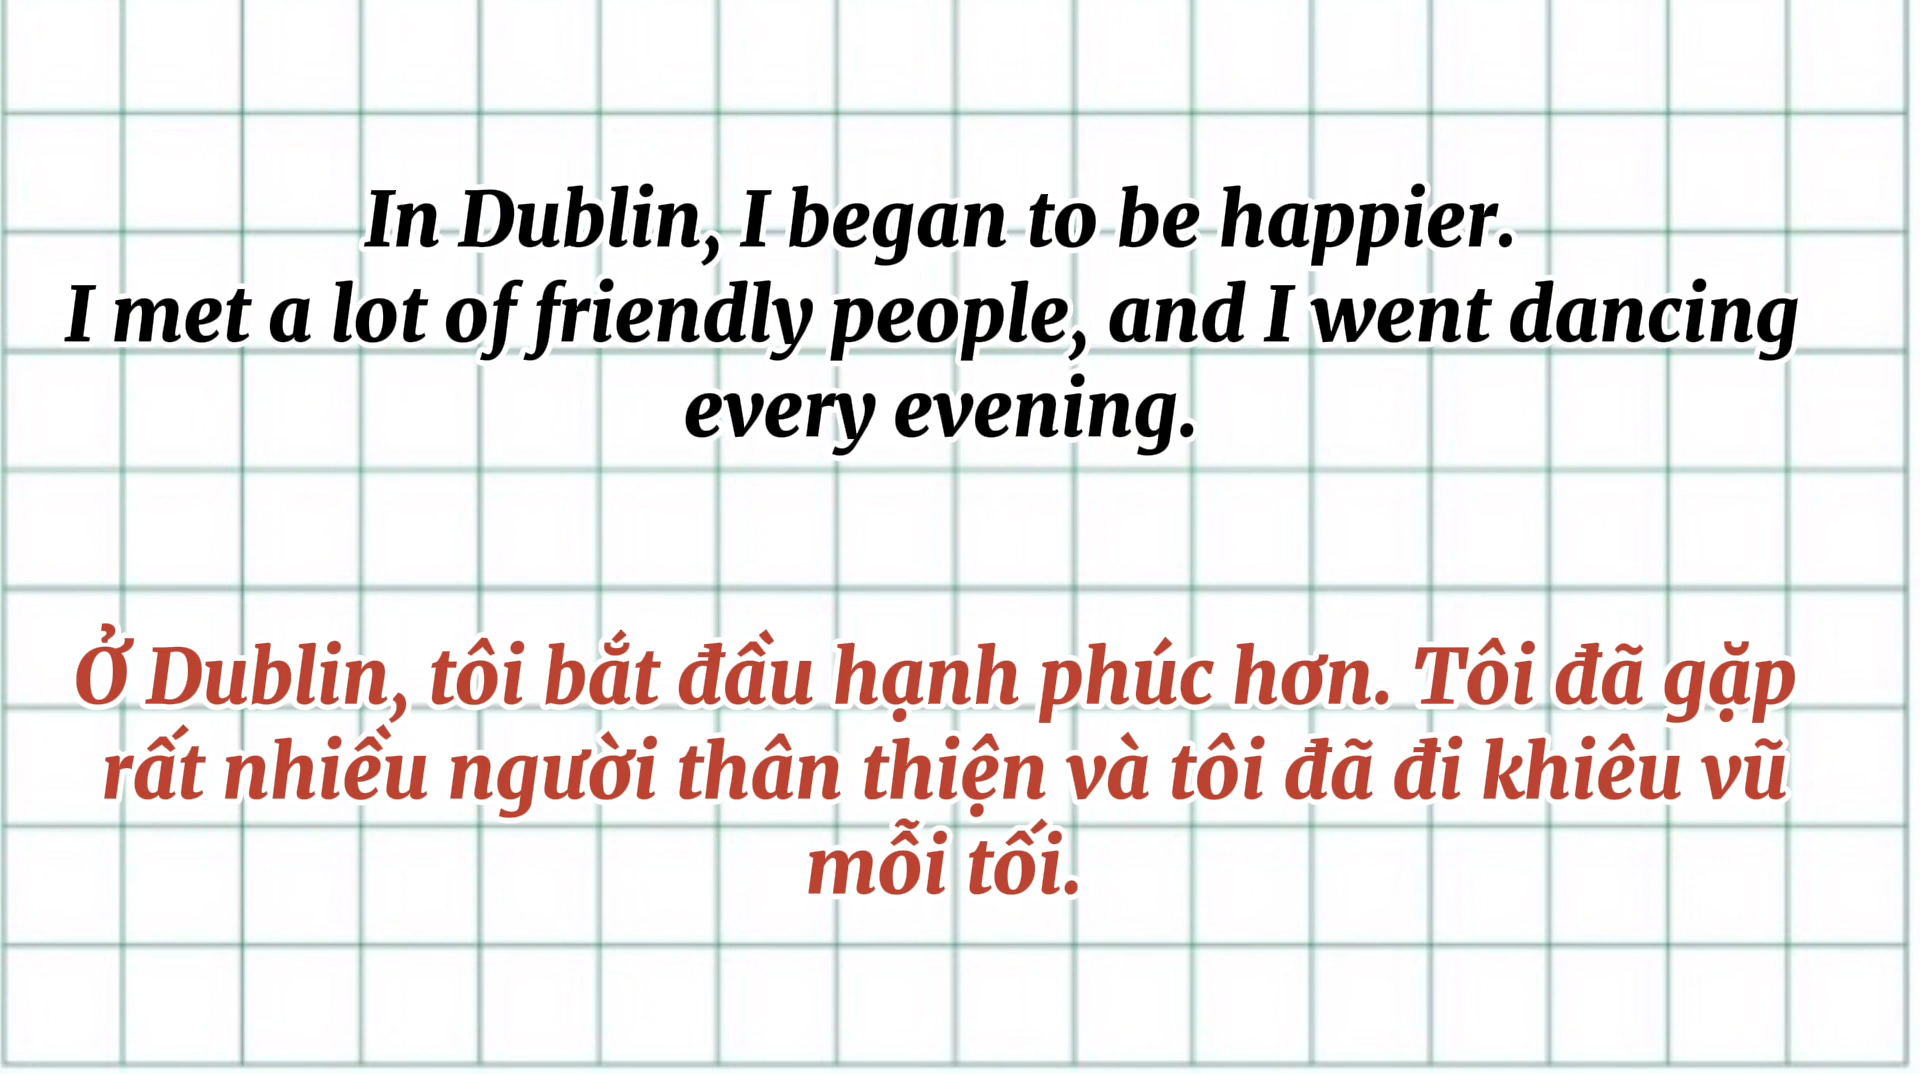 In Dublin, I began to be happier.
I met a lot of friendly people, and I went dancing
every evening.
Ở Dublin, tôi bắt đầu hạnh phúc hơn. Tôi đã gặp
rất nhiều người thân thiện và tôi đã đi khiêu vũ
mỗi tối.